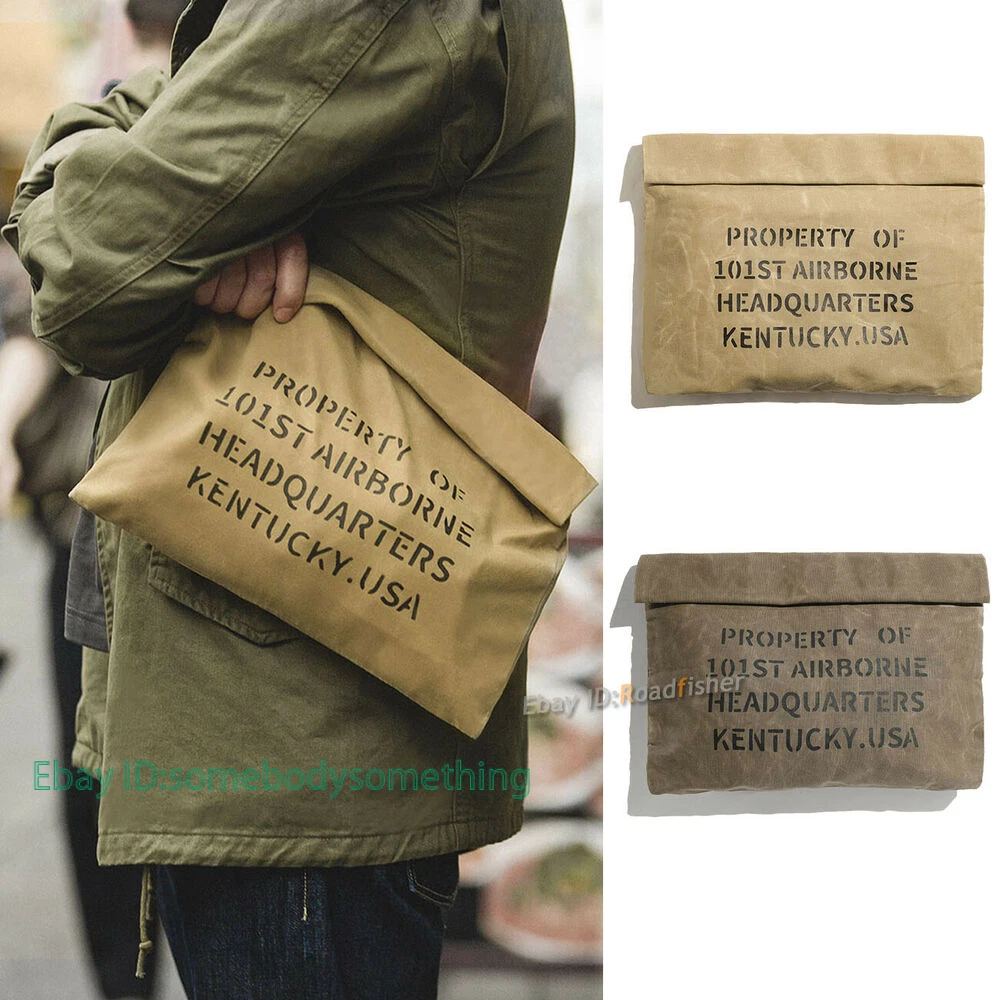 PROPERTY OF
101ST AIRBORNE
HEADQUARTERS
KENTUCKY.USA
PROPERTY OF
101ST AIRBORNE
HEADQUARTERS
KENTUCKY.USA
PROPERTY OF
101ST AIRBORNE
HEADQUARTERS
KENTUCKY.USA
Ebay ID:Roadfisher
Ebay ID:somebodysomething